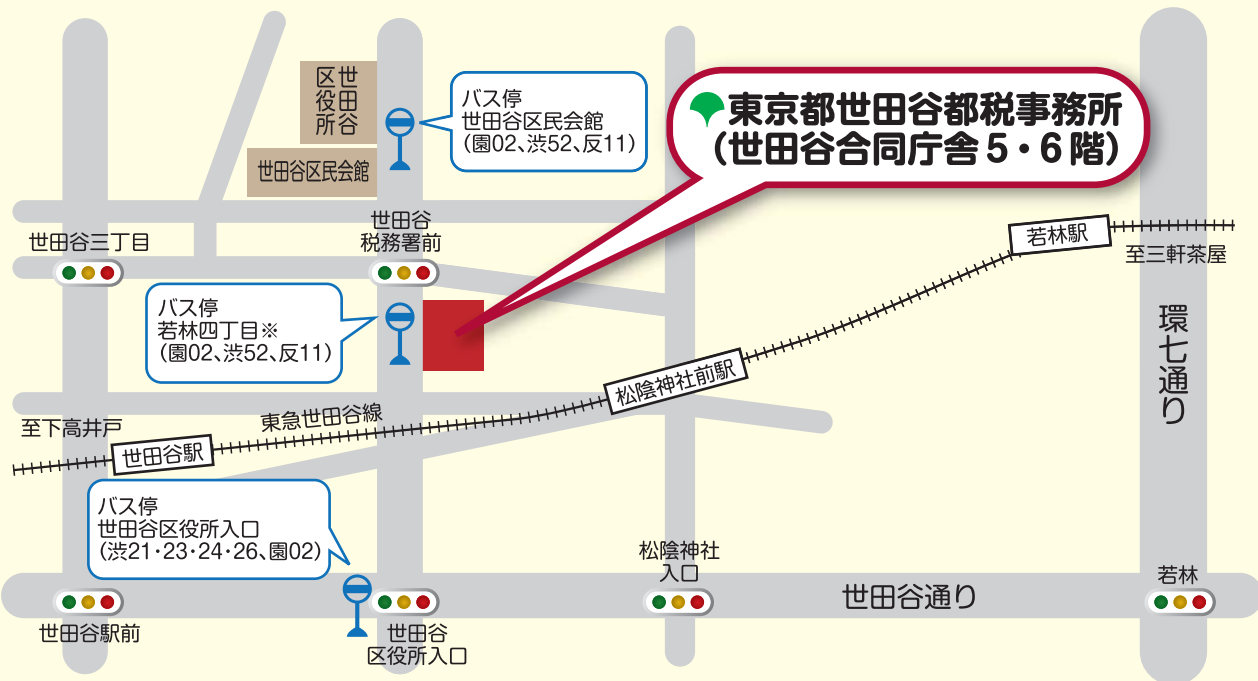 世田谷
区役所
バス停
世田谷区民会館
(園02、渋52、反11)
東京都世田谷都税事務所
(世田谷合同庁舎5・6階)
世田谷区民会館
世田谷三丁目
世田谷
税務署前
若林駅
至三軒茶屋
バス停
若林四丁目※
(園02、渋52、反11)
環七通り
松陰神社前駅
東急世田谷線
至下高井戸
世田谷駅
バス停
世田谷区役所入口
(渋21・23・24・26、園02)
松陰神社
入口
世田谷通り
若林
世田谷駅前
世田谷
区役所入口